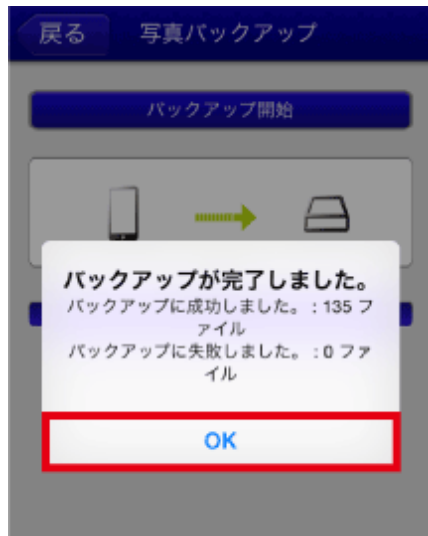 戻る 写真バックアップ
バックアップ開始
バックアップが完了しました。
バックアップに成功しました。：135 フ
ァイル
バックアップに失敗しました。：0 ファ
イル
OK